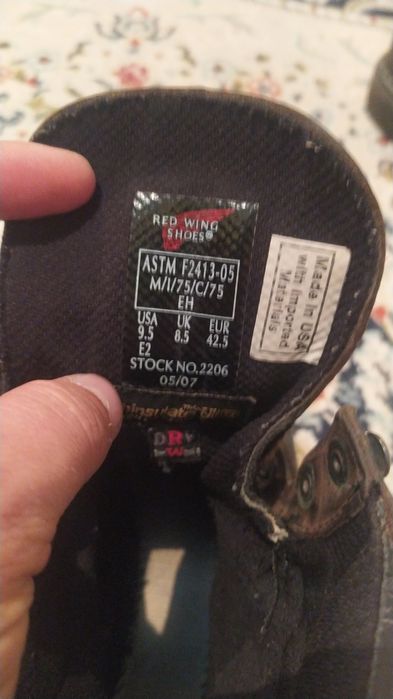 RED WING
SHOES®
ASTM F2413-05
M/I/75/C/75
EH
USA UK EUR
9.5 8.5 42.5
E2
STOCK NO.2206
05/07
Made in USA
with Imported
Materials
DRY